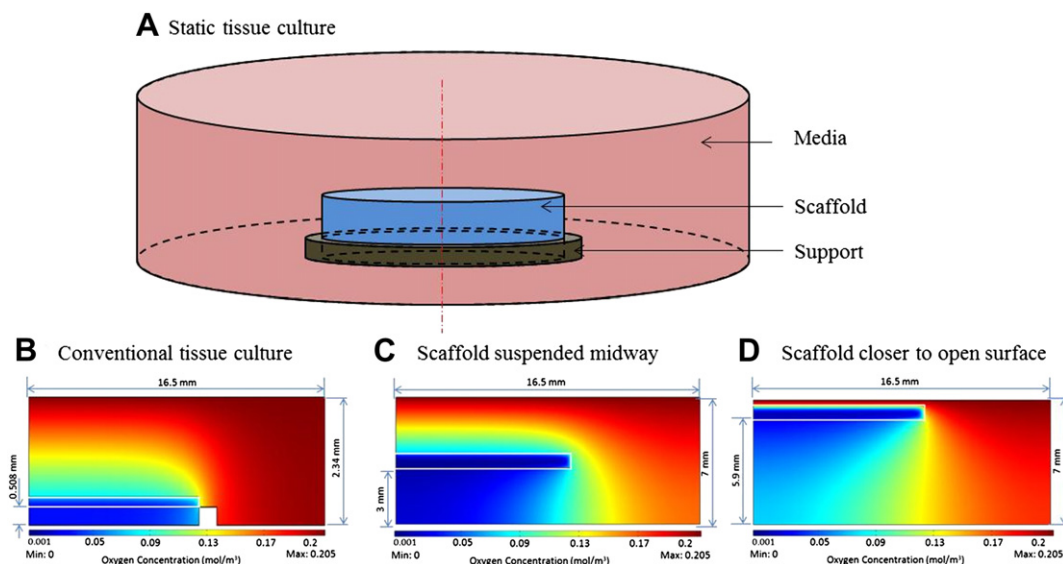 A Static tissue culture
Media
Scaffold
Support
B Conventional tissue culture
16.5 mm
0.508 mm
2.34 mm
0.001 0.05 0.09 0.13 0.17 0.2
Min: 0 Oxygen Concentration (mol/m³) Max: 0.205
C Scaffold suspended midway
16.5 mm
3 mm
7 mm
0.001 0.05 0.09 0.13 0.17 0.2
Min: 0 Oxygen Concentration (mol/m³) Max: 0.205
D Scaffold closer to open surface
16.5 mm
5.9 mm
7 mm
0.001 0.05 0.09 0.13 0.17 0.2
Min: 0 Oxygen Concentration (mol/m³) Max: 0.205